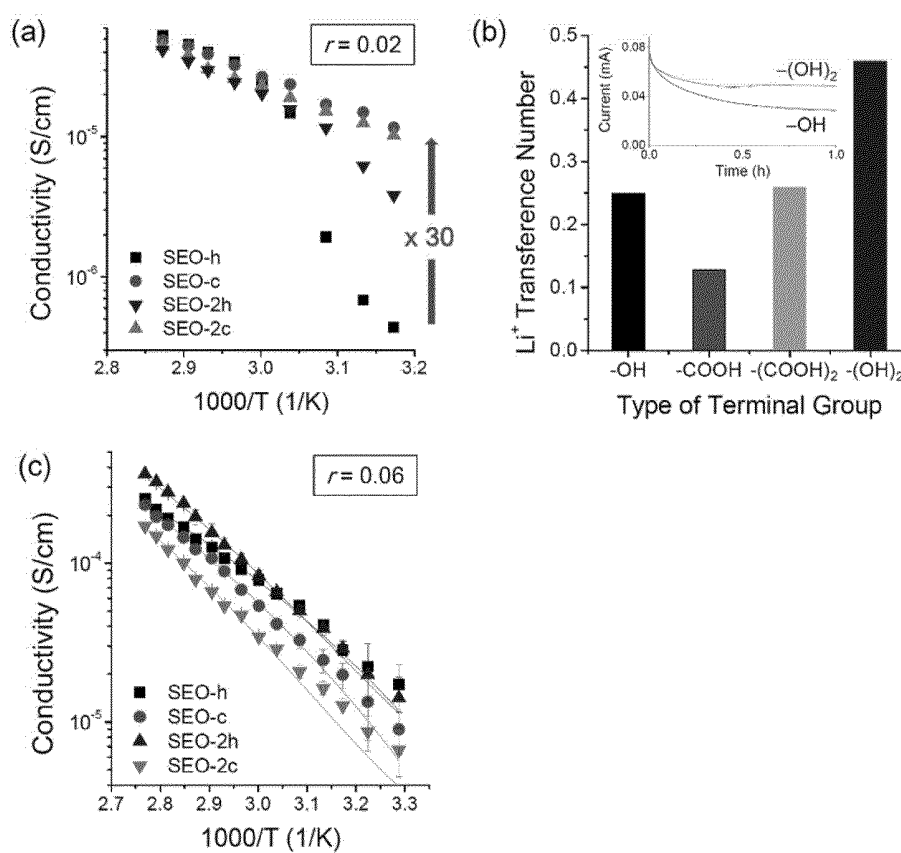 (a)
r = 0.02
Conductivity (S/cm)
10⁻⁵
10⁻⁶
x 30
SEO-h
SEO-c
SEO-2h
SEO-2c
2.8 2.9 3.0 3.1 3.2
1000/T (1/K)
(b)
Li⁺ Transference Number
0.5
0.4
0.3
0.2
0.1
0.0
Current (mA)
0.08
0.04
0.00
–(OH)₂
–OH
0.0 0.5 1.0
Time (h)
-OH -COOH -(COOH)₂ -(OH)₂
Type of Terminal Group
(c)
r = 0.06
Conductivity (S/cm)
10⁻⁴
10⁻⁵
SEO-h
SEO-c
SEO-2h
SEO-2c
2.7 2.8 2.9 3.0 3.1 3.2 3.3
1000/T (1/K)